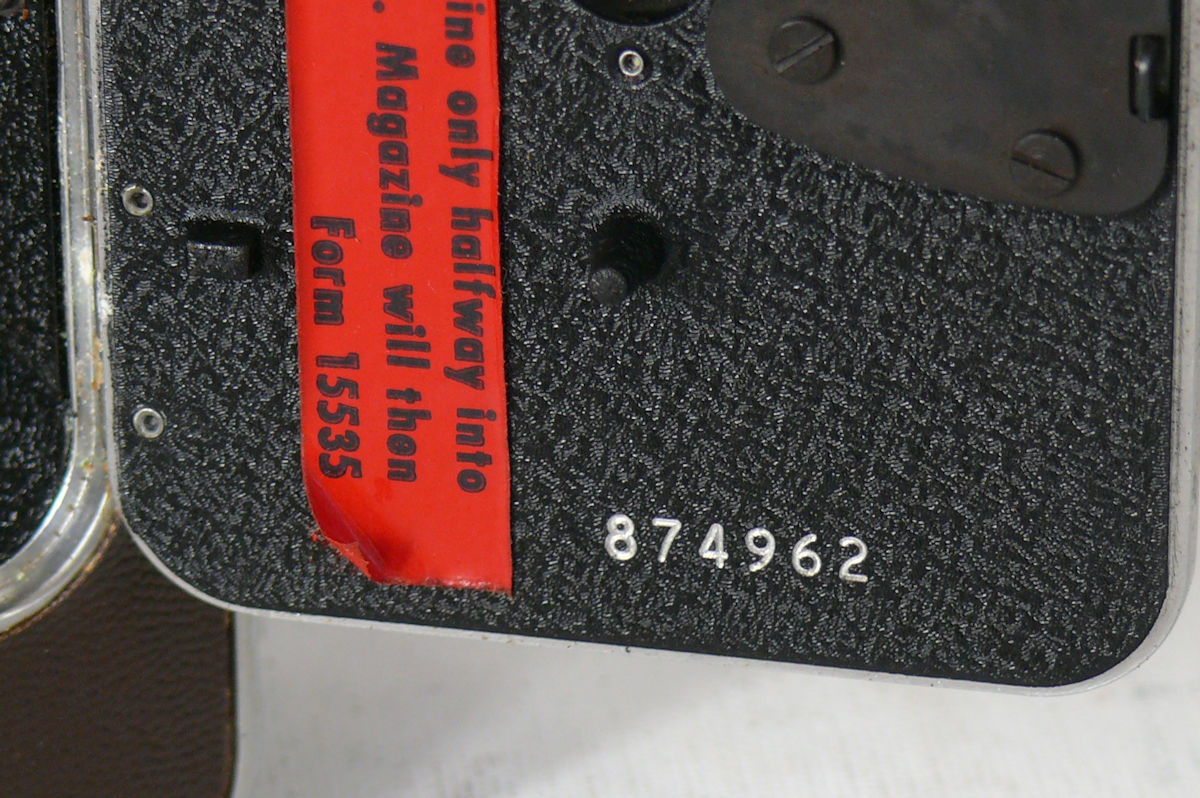 ine only halfway into
. Magazine will then
Form 15535
874962